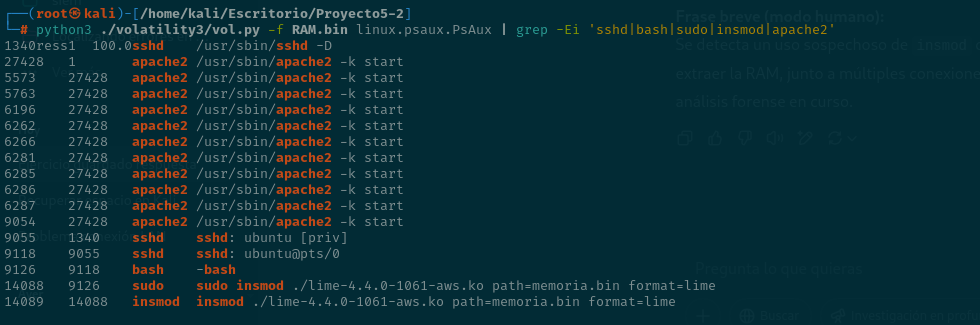 ┌──(root㉿kali)-[/home/kali/Escritorio/Proyecto5-2]
└─# python3 ./volatility3/vol.py -f RAM.bin linux.psaux.PsAux | grep -Ei 'sshd|bash|sudo|insmod|apache2'
1340ress1  100.0sshd    /usr/sbin/sshd -D
27428   1       apache2 /usr/sbin/apache2 -k start
5573    27428   apache2 /usr/sbin/apache2 -k start
5763    27428   apache2 /usr/sbin/apache2 -k start
6196    27428   apache2 /usr/sbin/apache2 -k start
6262    27428   apache2 /usr/sbin/apache2 -k start
6266    27428   apache2 /usr/sbin/apache2 -k start
6281    27428   apache2 /usr/sbin/apache2 -k start
6285    27428   apache2 /usr/sbin/apache2 -k start
6286    27428   apache2 /usr/sbin/apache2 -k start
6287    27428   apache2 /usr/sbin/apache2 -k start
9054    27428   apache2 /usr/sbin/apache2 -k start
9055    1340    sshd    sshd: ubuntu [priv]
9118    9055    sshd    sshd: ubuntu@pts/0
9126    9118    bash    -bash
14088   9126    sudo    sudo insmod ./lime-4.4.0-1061-aws.ko path=memoria.bin format=lime
14089   14088   insmod  insmod ./lime-4.4.0-1061-aws.ko path=memoria.bin format=lime
Frase breve (modo humano):
Se detecta un uso sospechoso de insmod
extraer la RAM, junto a múltiples conexione
análisis forense en curso.
Pregunta lo que quieras
Buscar
Investigación en profu